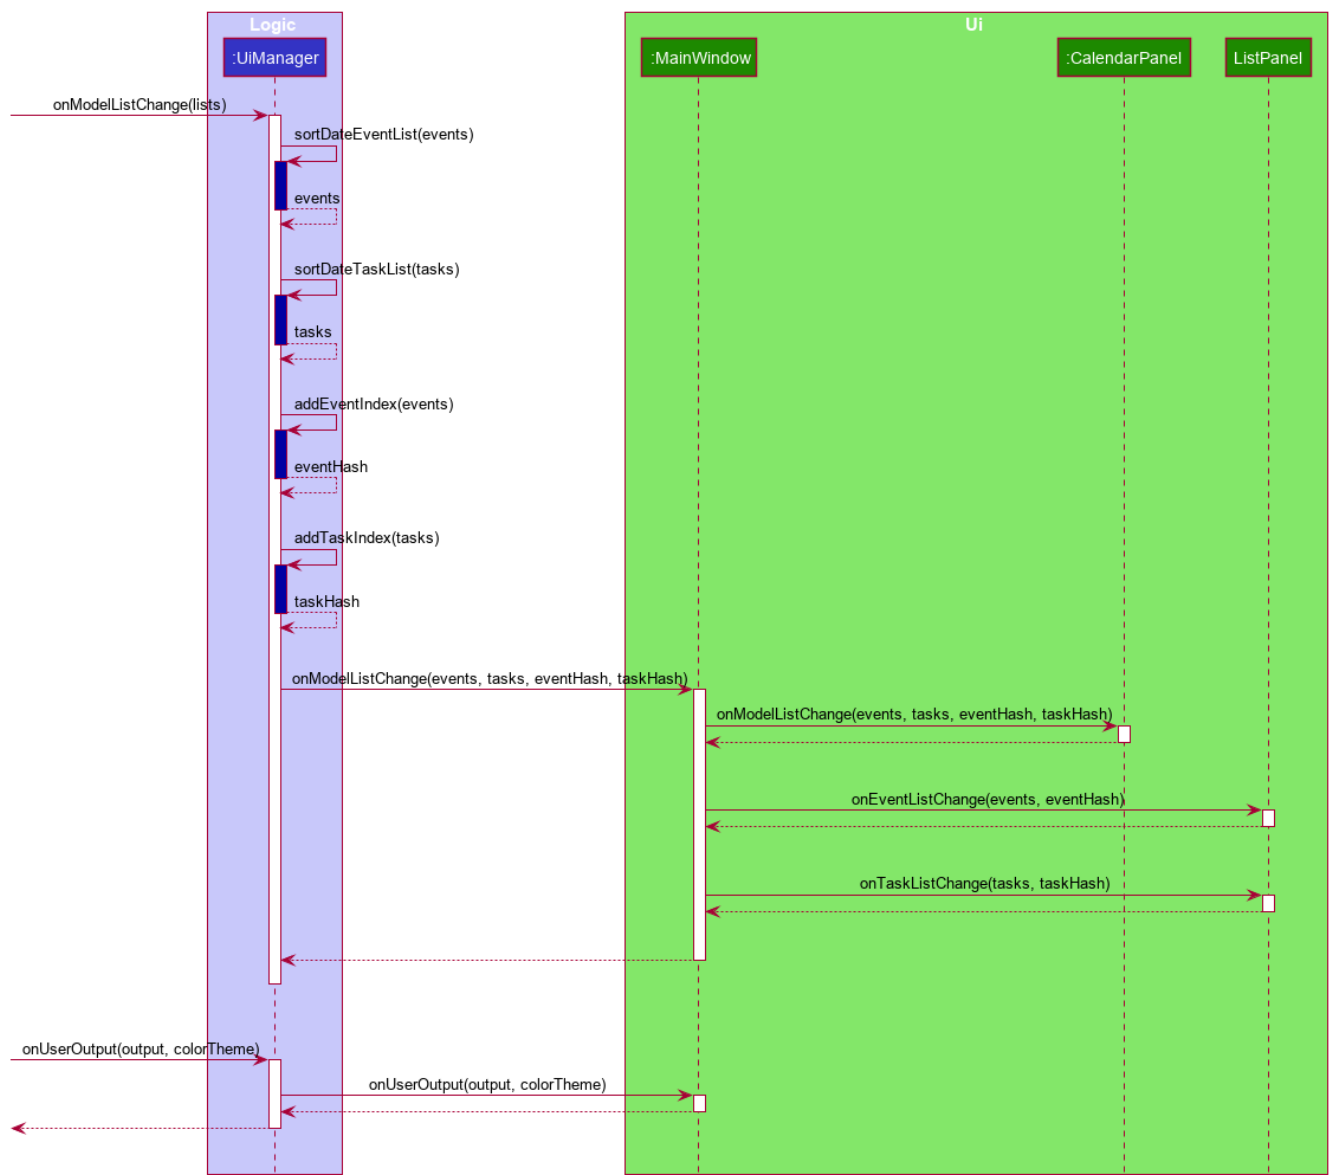 Logic
Ui
:UiManager
:MainWindow
:CalendarPanel
ListPanel
onModelListChange(lists)
sortDateEventList(events)
events
sortDateTaskList(tasks)
tasks
addEventIndex(events)
eventHash
addTaskIndex(tasks)
taskHash
onModelListChange(events, tasks, eventHash, taskHash)
onModelListChange(events, tasks, eventHash, taskHash)
onEventListChange(events, eventHash)
onTaskListChange(tasks, taskHash)
onUserOutput(output, colorTheme)
onUserOutput(output, colorTheme)